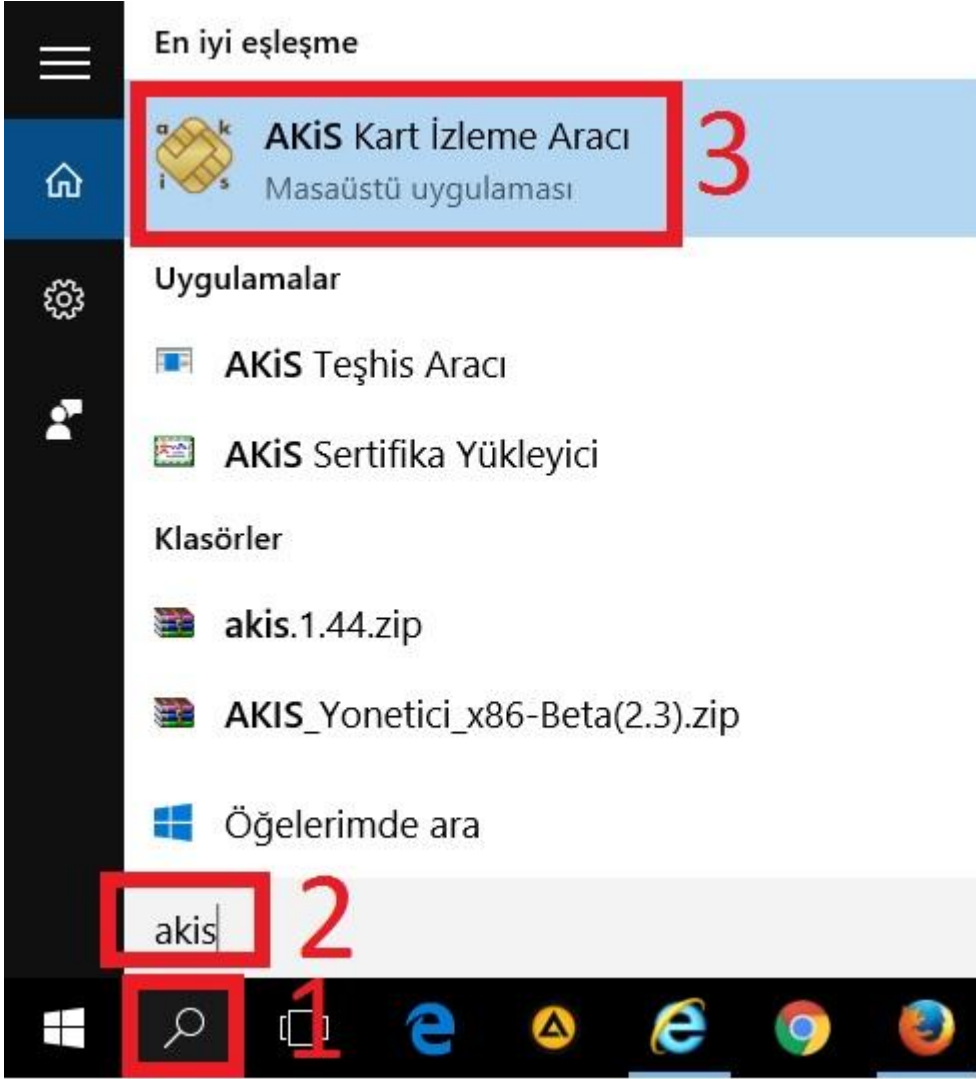 En iyi eşleşme
a k
i s
AKiS Kart İzleme Aracı
Masaüstü uygulaması
3
Uygulamalar
AKiS Teşhis Aracı
AKiS Sertifika Yükleyici
Klasörler
akis.1.44.zip
AKIS_Yonetici_x86-Beta(2.3).zip
Öğelerimde ara
akis
2
1